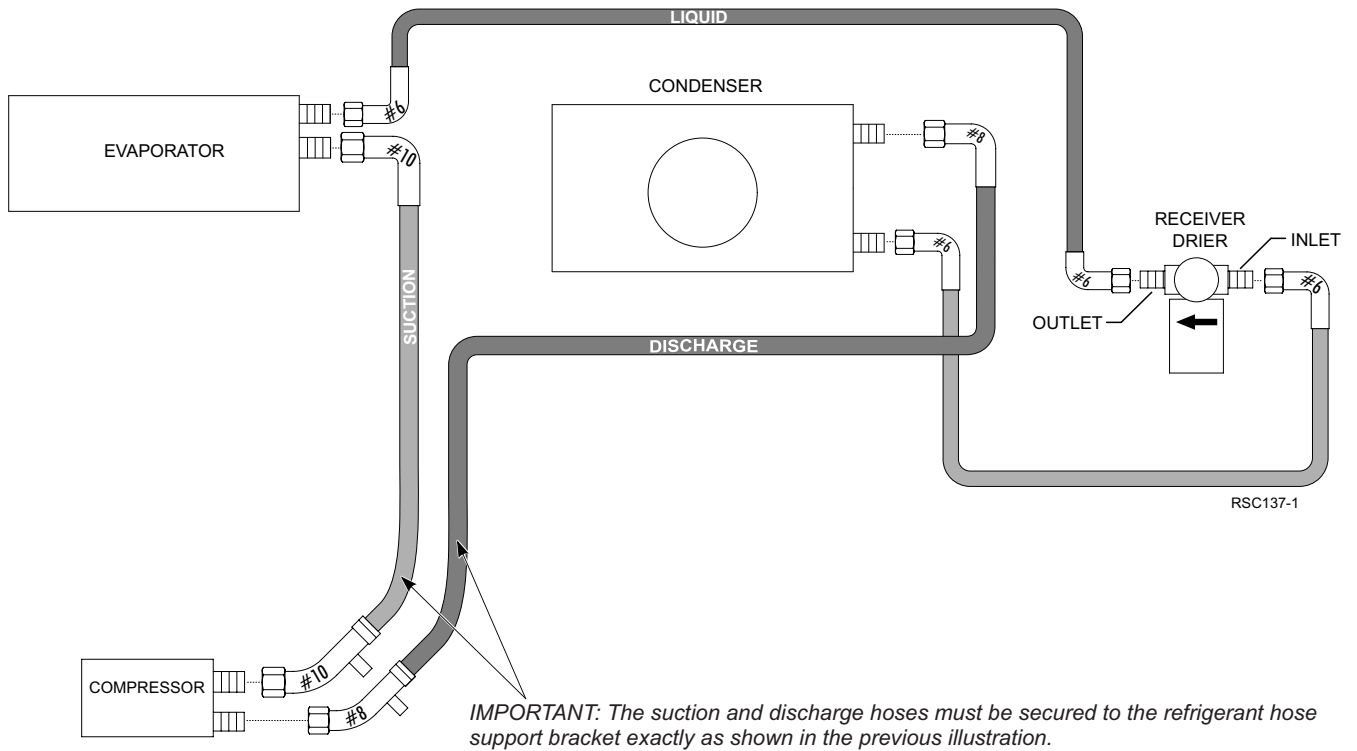 LIQUID
CONDENSER
#6
#8
EVAPORATOR
#10
RECEIVER
DRIER
INLET
#6
#6
#6
OUTLET
SUCTION
DISCHARGE
RSC137-1
COMPRESSOR
#10
#8
IMPORTANT: The suction and discharge hoses must be secured to the refrigerant hose
support bracket exactly as shown in the previous illustration.